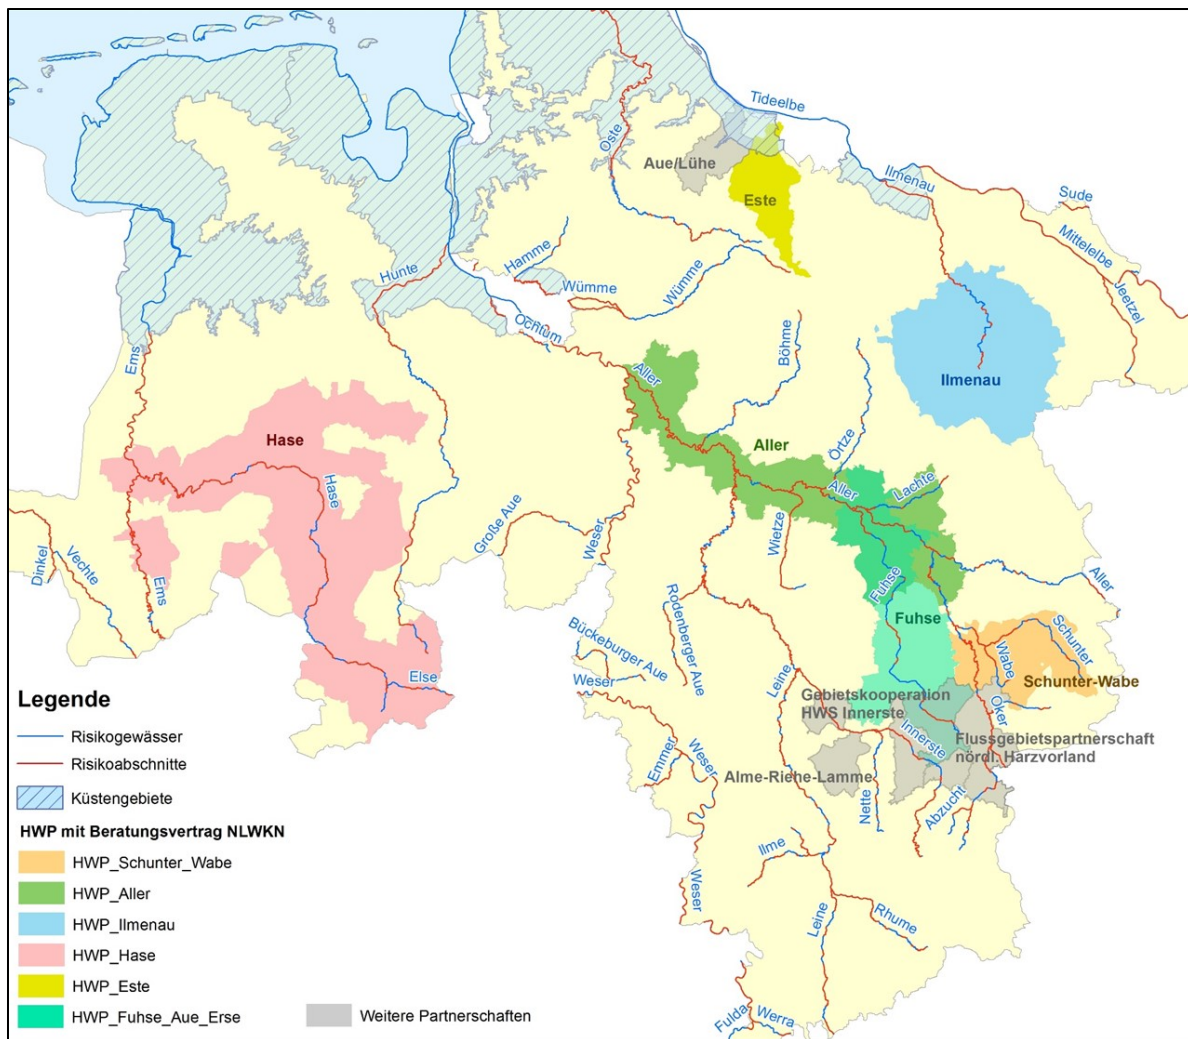 Tideelbe
Oste
Aue/Lühe
Ilmenau
Este
Sude
Mittelelbe
Hamme
Hunte
Wümme
Wümme
Jeetzel
Ochtum
Böhme
Ems
Aller
Ilmenau
Hase
Aller
Örtze
Hase
Aller
Lachte
Große Aue
Weser
Wietze
Dinkel
Vechte
Ems
Fuhse
Aller
Rodenberger Aue
Fuhse
Schunter
Bückeburger Aue
Wabe
Else
Weser
Leine
Schunter-Wabe
Gebietskooperation
HWS Innerste
Oker
Innerste
Flussgebietspartnerschaft
nördl. Harzvorland
Emmer
Weser
Alme-Riehe-Lamme
Nette
Abzucht
Ilme
Weser
Leine
Rhume
Fulda
Werra
Legende
Risikogewässer
Risikoabschnitte
Küstengebiete
HWP mit Beratungsvertrag NLWKN
HWP_Schunter_Wabe
HWP_Aller
HWP_Ilmenau
HWP_Hase
HWP_Este
HWP_Fuhse_Aue_Erse
Weitere Partnerschaften